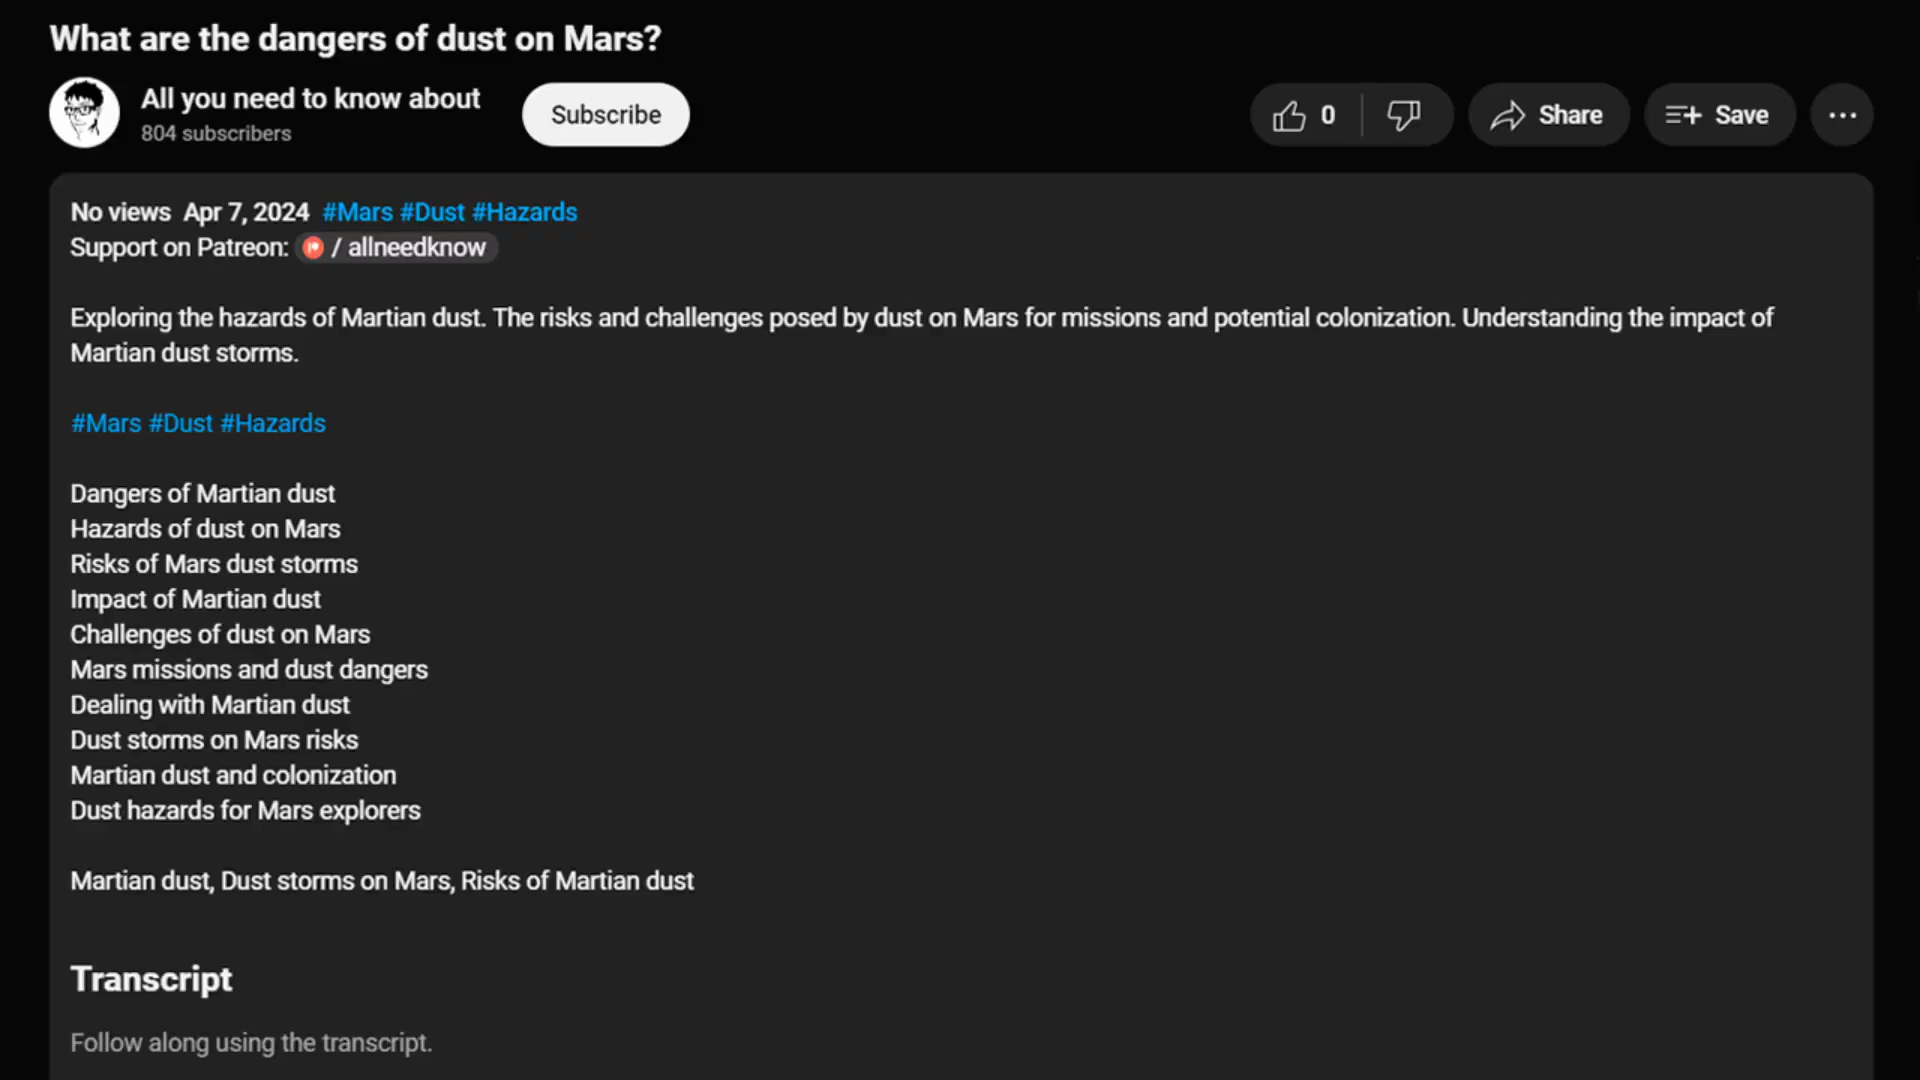 What are the dangers of dust on Mars?
All you need to know about
804 subscribers
Subscribe
0
Share
Save
No views Apr 7, 2024 #Mars #Dust #Hazards
Support on Patreon: / allneedknow
Exploring the hazards of Martian dust. The risks and challenges posed by dust on Mars for missions and potential colonization. Understanding the impact of
Martian dust storms.
#Mars #Dust #Hazards
Dangers of Martian dust
Hazards of dust on Mars
Risks of Mars dust storms
Impact of Martian dust
Challenges of dust on Mars
Mars missions and dust dangers
Dealing with Martian dust
Dust storms on Mars risks
Martian dust and colonization
Dust hazards for Mars explorers
Martian dust, Dust storms on Mars, Risks of Martian dust
Transcript
Follow along using the transcript.